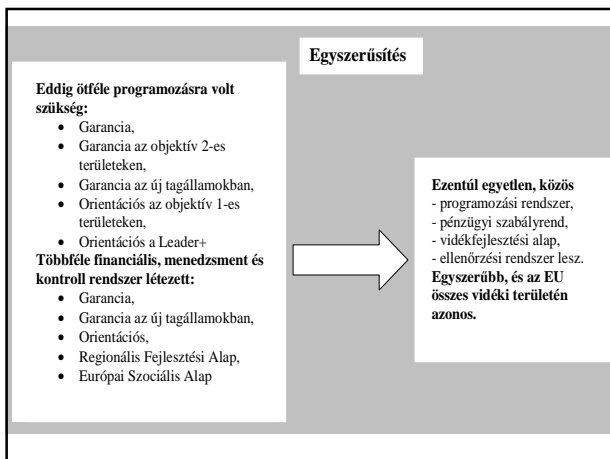 Egyszerűsítés
Eddig ötféle programozásra volt
szükség:
• Garancia,
• Garancia az objektív 2-es
területeken,
• Garancia az új tagállamokban,
• Orientációs az objektív 1-es
területeken,
• Orientációs a Leader+
Többféle financiális, menedzsment és
kontroll rendszer létezett:
• Garancia,
• Garancia az új tagállamokban,
• Orientációs,
• Regionális Fejlesztési Alap,
• Európai Szociális Alap
Ezentúl egyetlen, közös
- programozási rendszer,
- pénzügyi szabályrend,
- vidékfejlesztési alap,
- ellenőrzési rendszer lesz.
Egyszerűbb, és az EU
összes vidéki területén
azonos.